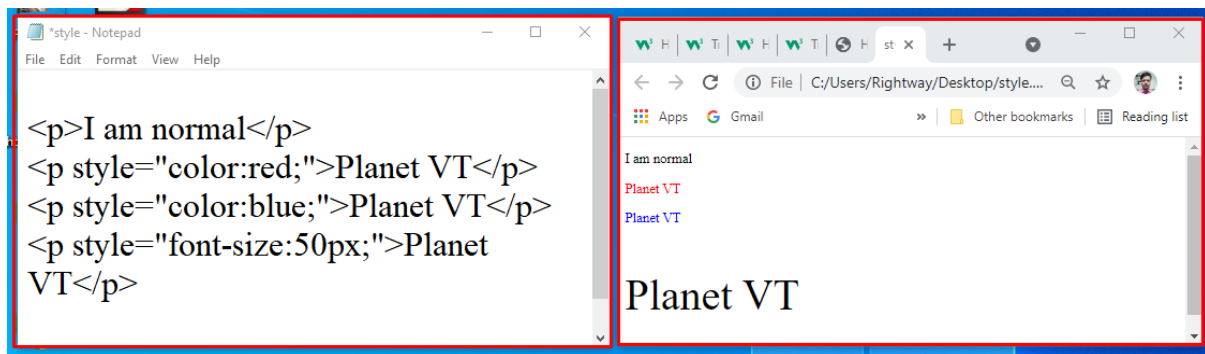 *style - Notepad
File Edit Format View Help
<p>I am normal</p>
<p style="color:red;">Planet VT</p>
<p style="color:blue;">Planet VT</p>
<p style="font-size:50px;">Planet
VT</p>
H T H T H st
File C:/Users/Rightway/Desktop/style....
Apps G Gmail » Other bookmarks Reading list
I am normal
Planet VT
Planet VT
Planet VT